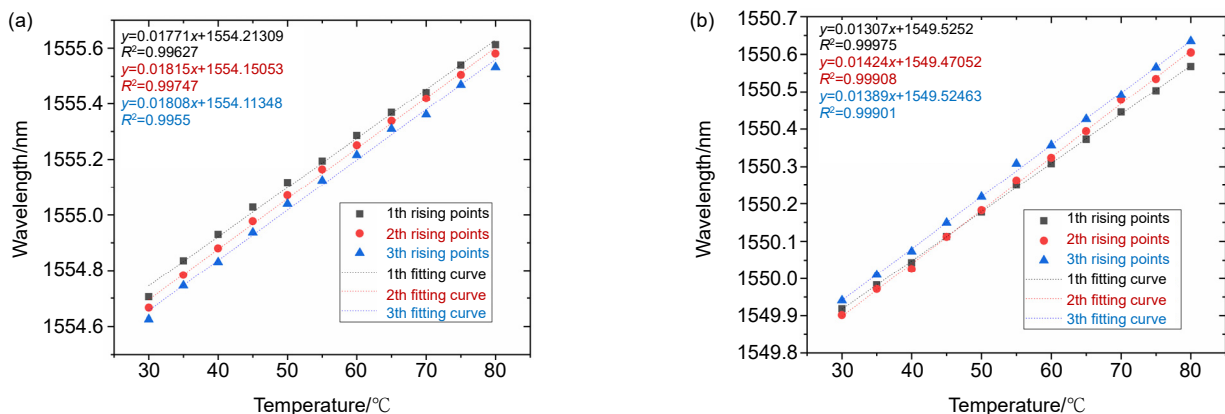 (a)
y=0.01771x+1554.21309
R²=0.99627
y=0.01815x+1554.15053
R²=0.99747
y=0.01808x+1554.11348
R²=0.9955
1555.6
1555.4
1555.2
1555.0
1554.8
1554.6
Wavelength/nm
1th rising points
2th rising points
3th rising points
1th fitting curve
2th fitting curve
3th fitting curve
30 40 50 60 70 80
Temperature/℃
(b)
y=0.01307x+1549.5252
R²=0.99975
y=0.01424x+1549.47052
R²=0.99908
y=0.01389x+1549.52463
R²=0.99901
1550.7
1550.6
1550.5
1550.4
1550.3
1550.2
1550.1
1550.0
1549.9
1549.8
Wavelength/nm
1th rising points
2th rising points
3th rising points
1th fitting curve
2th fitting curve
3th fitting curve
30 40 50 60 70 80
Temperature/℃